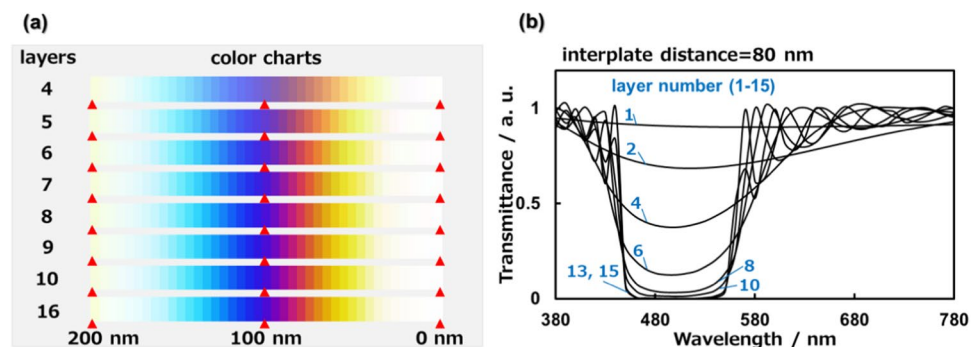 (a)
layers
color charts
4
5
6
7
8
9
10
16
200 nm
100 nm
0 nm
(b)
interplate distance=80 nm
layer number (1-15)
1
2
4
6
8
10
13, 15
Transmittance / a. u.
1
0.5
0
380
480
580
680
780
Wavelength / nm